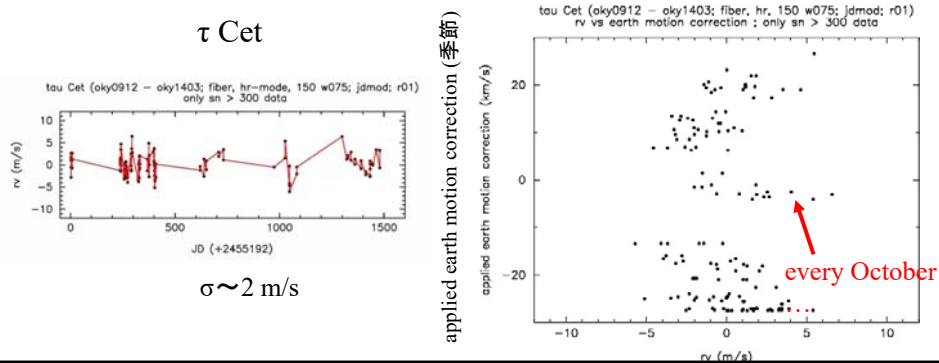 τ Cet
tau Cet (oky0912 – oky1403; fiber, hr-mode, 150 w075; jdmod; r01)
only sn > 300 data
rv (m/s)
10
5
0
-5
-10
0
500
1000
1500
JD (+2455192)
σ～2 m/s
applied earth motion correction (季節)
tau Cet (oky0912 – oky1403; fiber, hr, 150 w075, jdmod, r01)
rv vs earth motion correction ; only sn > 300 data
applied earth motion correction (km/s)
20
0
-20
every October
-10
-5
0
5
10
rv (m/s)